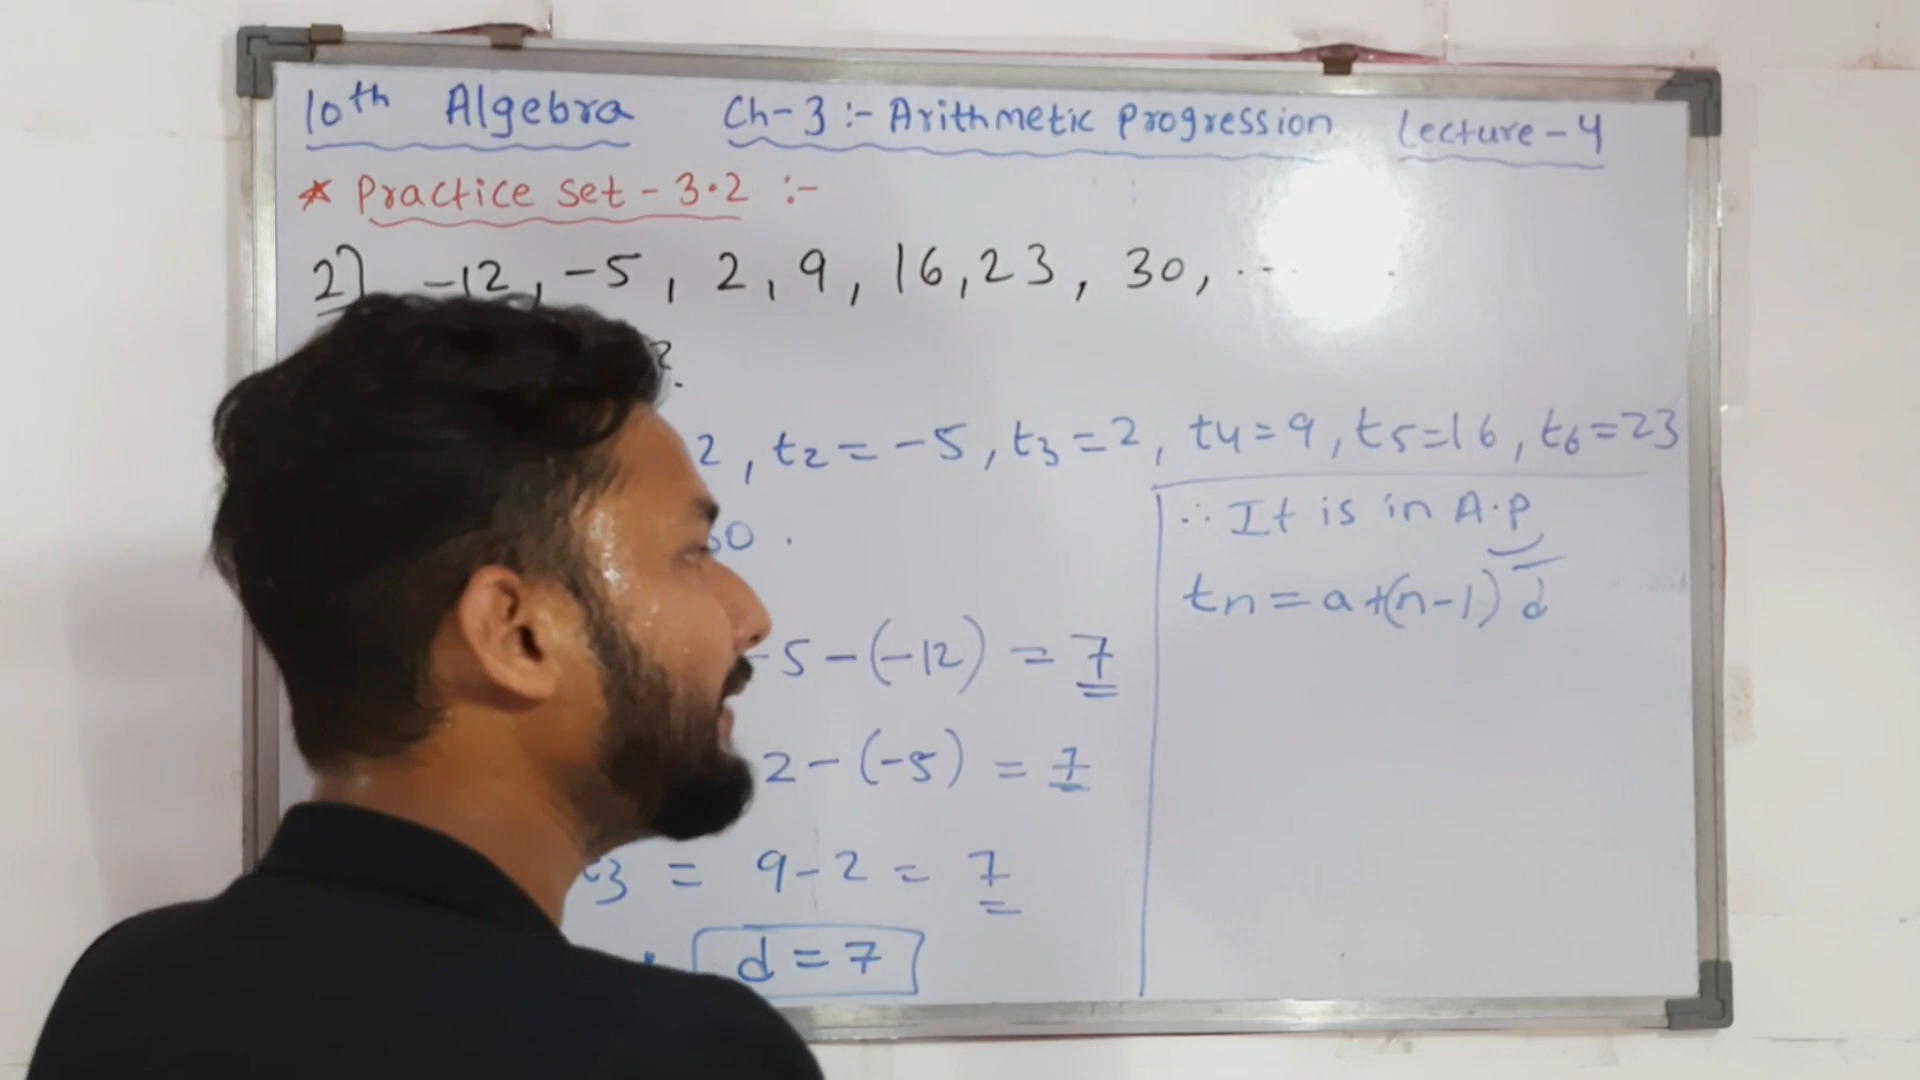 10th Algebra Ch-3:- Arithmetic Progression Lecture-4
* Practice set-3.2 :-
2) -12, -5, 2, 9, 16, 23, 30, ...
?.
2, t2 = -5, t3 = 2, t4 = 9, t5 = 16, t6 = 23
30.
-5-(-12) = 7
2-(-5) = 7
t3 = 9-2 = 7
d = 7
∴ It is in A.P
tn = a+(n-1) d